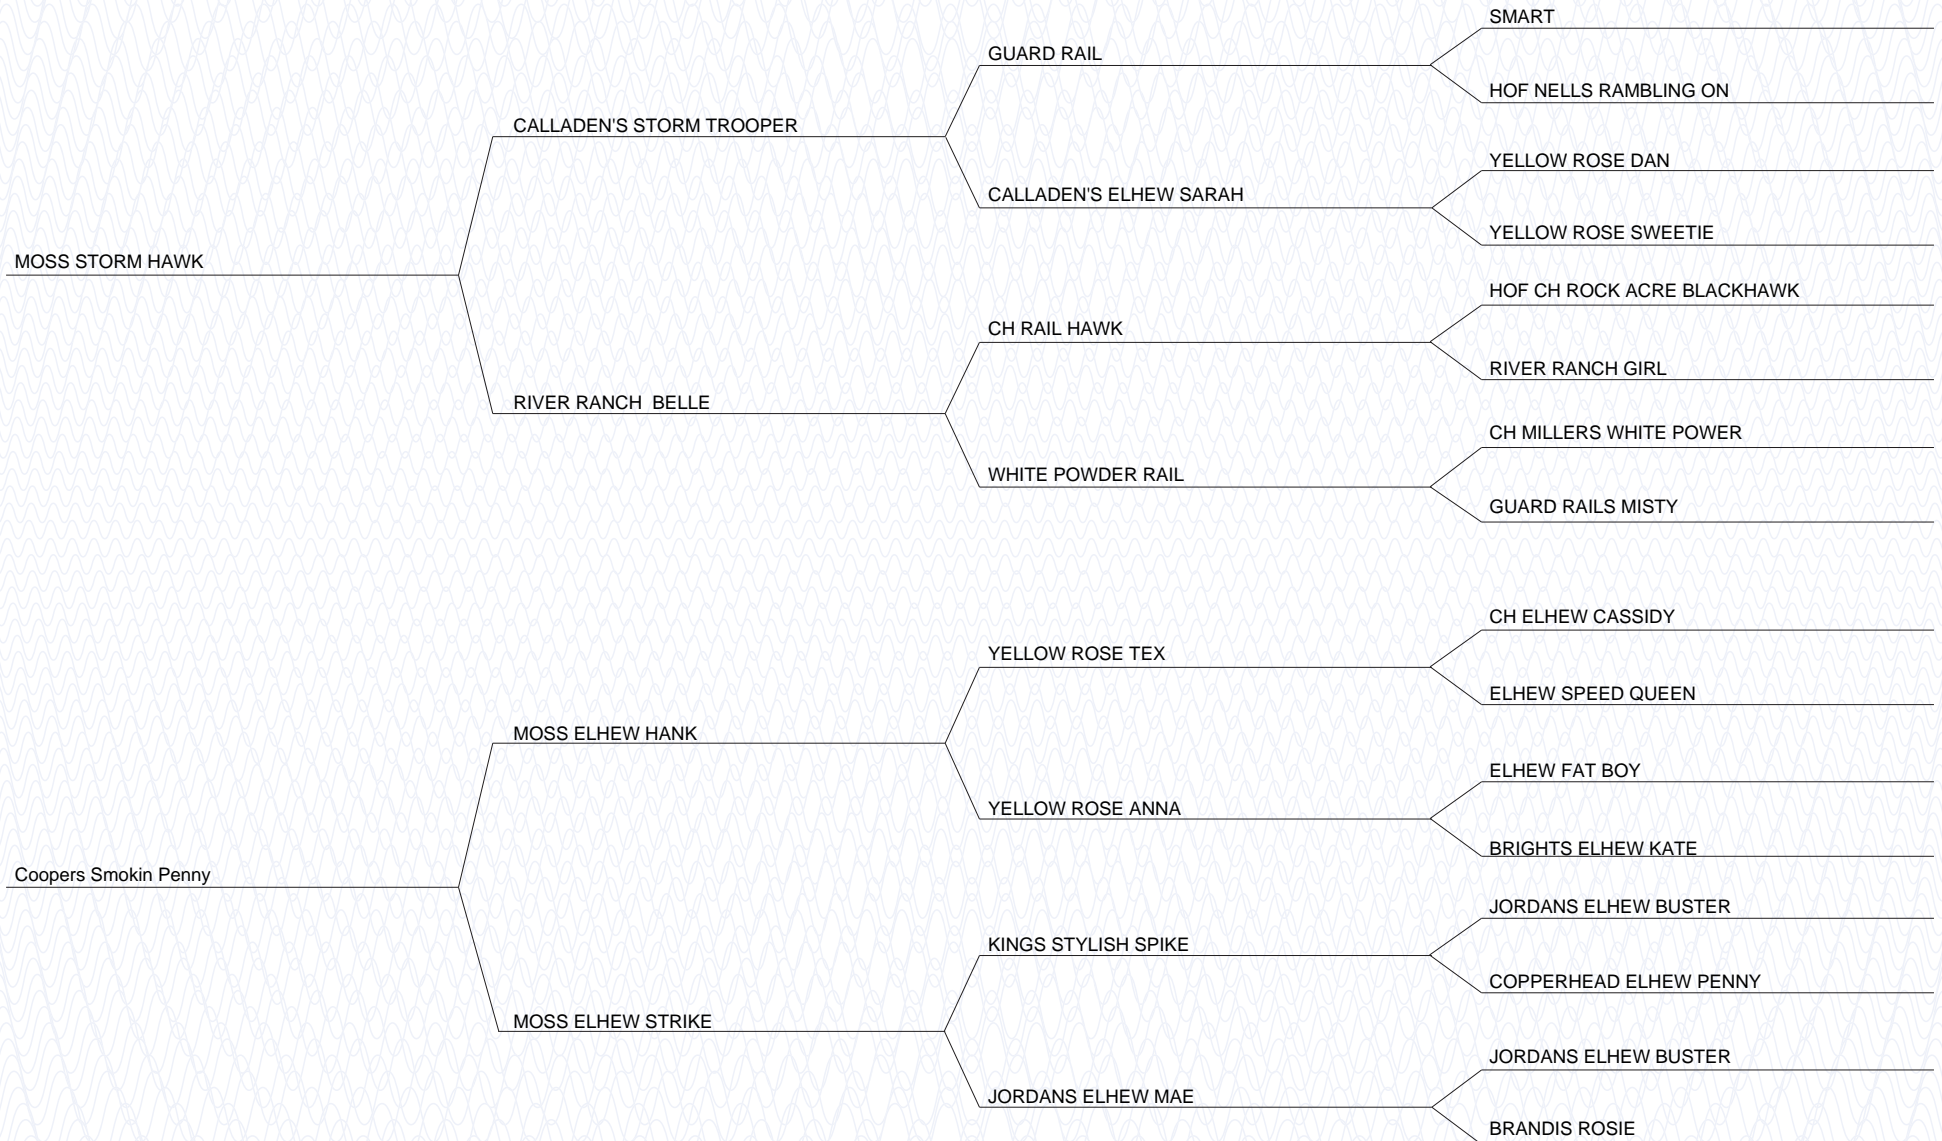 SMART
GUARD RAIL
HOF NELLS RAMBLING ON
CALLADEN'S STORM TROOPER
YELLOW ROSE DAN
CALLADEN'S ELHEW SARAH
YELLOW ROSE SWEETIE
MOSS STORM HAWK
HOF CH ROCK ACRE BLACKHAWK
CH RAIL HAWK
RIVER RANCH GIRL
RIVER RANCH  BELLE
CH MILLERS WHITE POWER
WHITE POWDER RAIL
GUARD RAILS MISTY
CH ELHEW CASSIDY
YELLOW ROSE TEX
ELHEW SPEED QUEEN
MOSS ELHEW HANK
ELHEW FAT BOY
YELLOW ROSE ANNA
BRIGHTS ELHEW KATE
Coopers Smokin Penny
JORDANS ELHEW BUSTER
KINGS STYLISH SPIKE
COPPERHEAD ELHEW PENNY
MOSS ELHEW STRIKE
JORDANS ELHEW BUSTER
JORDANS ELHEW MAE
BRANDIS ROSIE